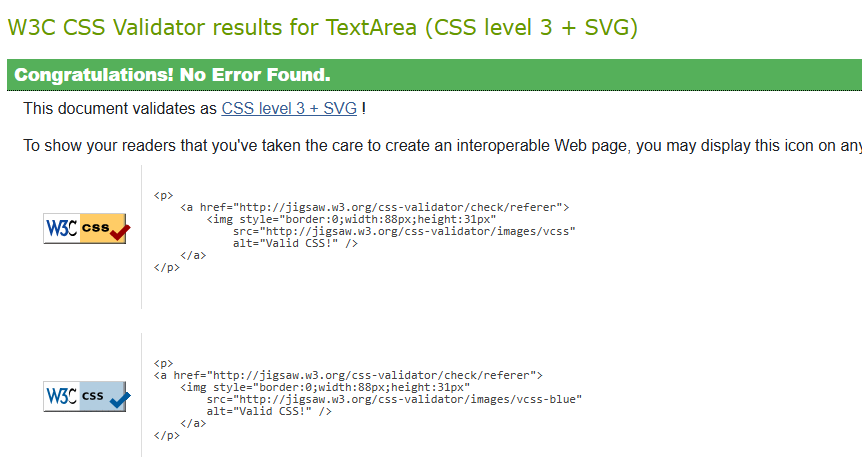 W3C CSS Validator results for TextArea (CSS level 3 + SVG)
Congratulations! No Error Found.
This document validates as CSS level 3 + SVG !
To show your readers that you've taken the care to create an interoperable Web page, you may display this icon on any
<p>
<a href="http://jigsaw.w3.org/css-validator/check/referer">
<img style="border:0;width:88px;height:31px"
src="http://jigsaw.w3.org/css-validator/images/vcss"
alt="Valid CSS!" />
</a>
</p>
W3C css
<p>
<a href="http://jigsaw.w3.org/css-validator/check/referer">
<img style="border:0;width:88px;height:31px"
src="http://jigsaw.w3.org/css-validator/images/vcss-blue"
alt="Valid CSS!" />
</a>
</p>
W3C css